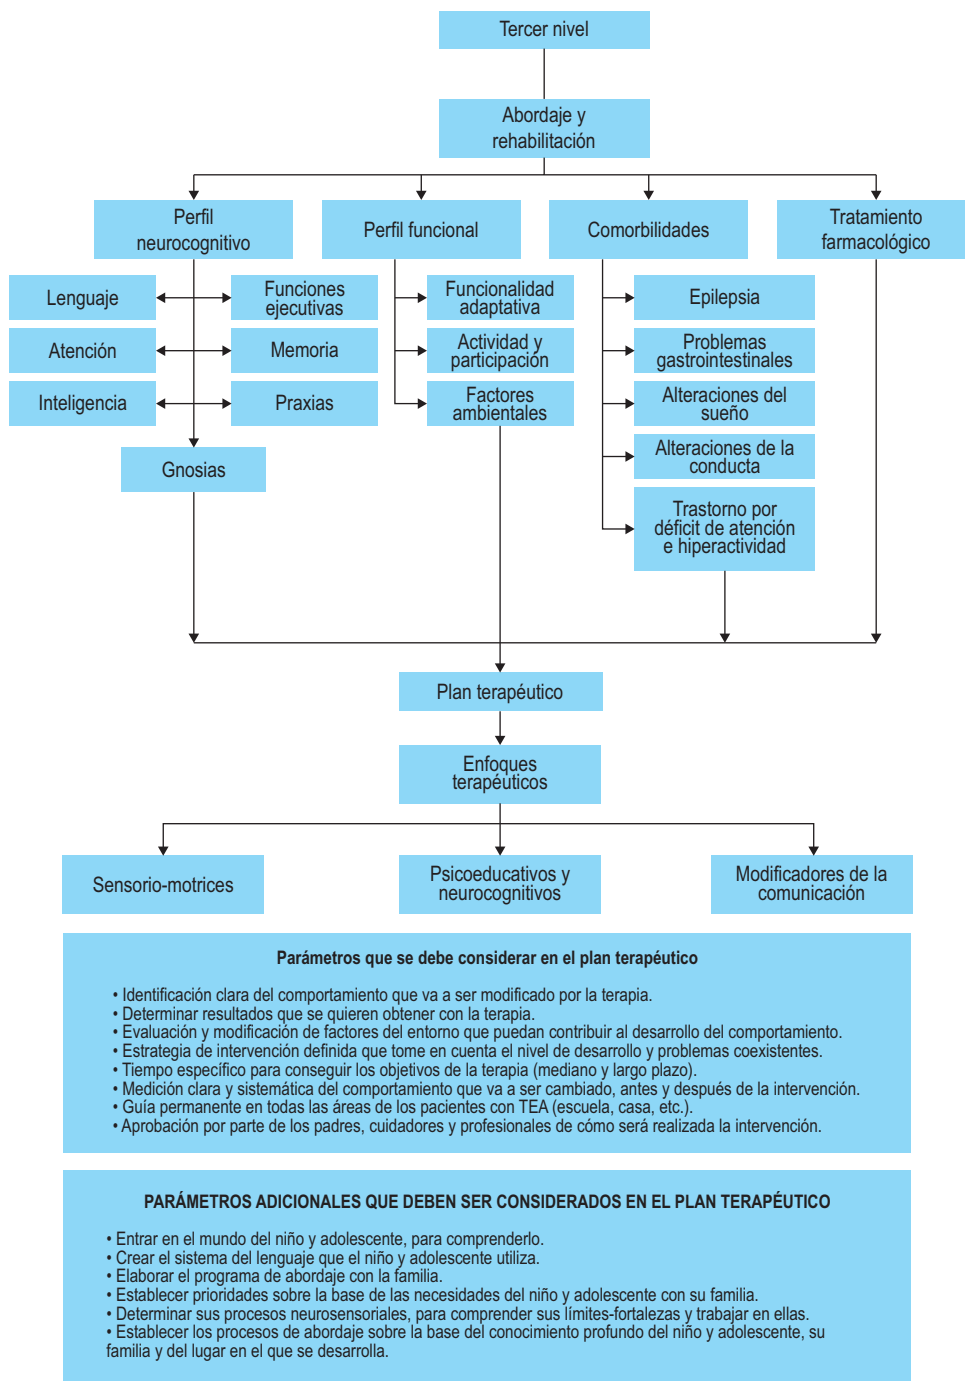 Tercer nivel
Abordaje y
rehabilitación
Perfil
neurocognitivo
Perfil funcional
Comorbilidades
Tratamiento
farmacológico
Lenguaje
Funciones
ejecutivas
Atención
Memoria
Inteligencia
Praxias
Gnosias
Funcionalidad
adaptativa
Actividad y
participación
Factores
ambientales
Epilepsia
Problemas
gastrointestinales
Alteraciones del
sueño
Alteraciones de la
conducta
Trastorno por
déficit de atención
e hiperactividad
Plan terapéutico
Enfoques
terapéuticos
Sensorio-motrices
Psicoeducativos y
neurocognitivos
Modificadores de la
comunicación
Parámetros que se debe considerar en el plan terapéutico
• Identificación clara del comportamiento que va a ser modificado por la terapia.
• Determinar resultados que se quieren obtener con la terapia.
• Evaluación y modificación de factores del entorno que puedan contribuir al desarrollo del comportamiento.
• Estrategia de intervención definida que tome en cuenta el nivel de desarrollo y problemas coexistentes.
• Tiempo específico para conseguir los objetivos de la terapia (mediano y largo plazo).
• Medición clara y sistemática del comportamiento que va a ser cambiado, antes y después de la intervención.
• Guía permanente en todas las áreas de los pacientes con TEA (escuela, casa, etc.).
• Aprobación por parte de los padres, cuidadores y profesionales de cómo será realizada la intervención.
PARÁMETROS ADICIONALES QUE DEBEN SER CONSIDERADOS EN EL PLAN TERAPÉUTICO
• Entrar en el mundo del niño y adolescente, para comprenderlo.
• Crear el sistema del lenguaje que el niño y adolescente utiliza.
• Elaborar el programa de abordaje con la familia.
• Establecer prioridades sobre la base de las necesidades del niño y adolescente con su familia.
• Determinar sus procesos neurosensoriales, para comprender sus límites-fortalezas y trabajar en ellas.
• Establecer los procesos de abordaje sobre la base del conocimiento profundo del niño y adolescente, su
familia y del lugar en el que se desarrolla.